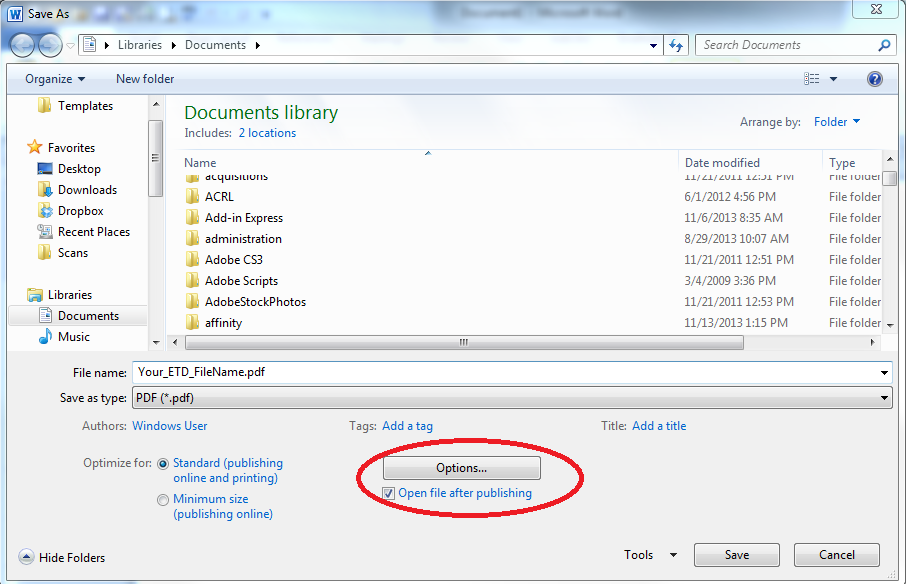 Save As
Document1 - Microsoft Word
Libraries Documents
Search Documents
Organize New folder
Templates
Favorites
Desktop
Downloads
Dropbox
Recent Places
Scans
Libraries
Documents
Music
Documents library
Includes: 2 locations
Arrange by: Folder
Name Date modified Type
acquisitions 11/21/2011 12:51 PM File folder
ACRL 6/1/2012 4:56 PM File folder
Add-in Express 11/6/2013 8:35 AM File folder
administration 8/29/2013 10:07 AM File folder
Adobe CS3 11/21/2011 12:51 PM File folder
Adobe Scripts 3/4/2009 3:36 PM File folder
AdobeStockPhotos 11/21/2011 12:53 PM File folder
affinity 11/13/2013 1:15 PM File folder
File name: Your_ETD_FileName.pdf
Save as type: PDF (*.pdf)
Authors: Windows User Tags: Add a tag Title: Add a title
Optimize for: Standard (publishing
online and printing)
Minimum size
(publishing online)
Options...
Open file after publishing
Hide Folders
Tools Save Cancel